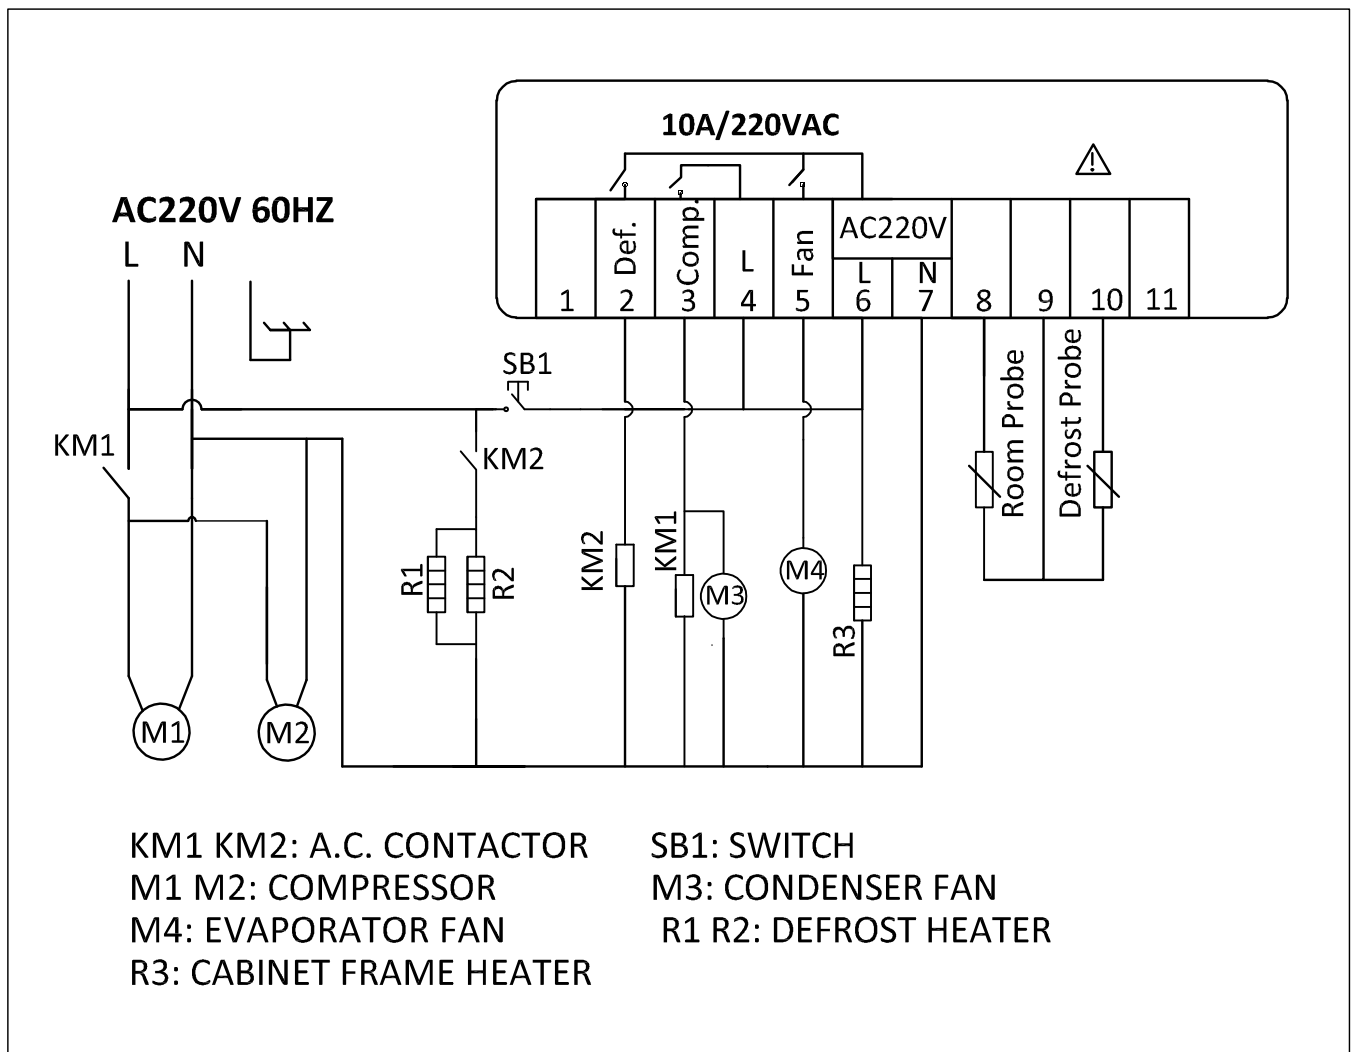 10A/220VAC
AC220V 60HZ
L N
Def.
Comp.
L
Fan
AC220V
L N
1 2 3 4 5 6 7 8 9 10 11
SB1
Room Probe
Defrost Probe
KM1
KM2
R1
R2
KM2
KM1
M3
M4
R3
M1
M2
KM1 KM2: A.C. CONTACTOR
SB1: SWITCH
M1 M2: COMPRESSOR
M3: CONDENSER FAN
M4: EVAPORATOR FAN
R1 R2: DEFROST HEATER
R3: CABINET FRAME HEATER